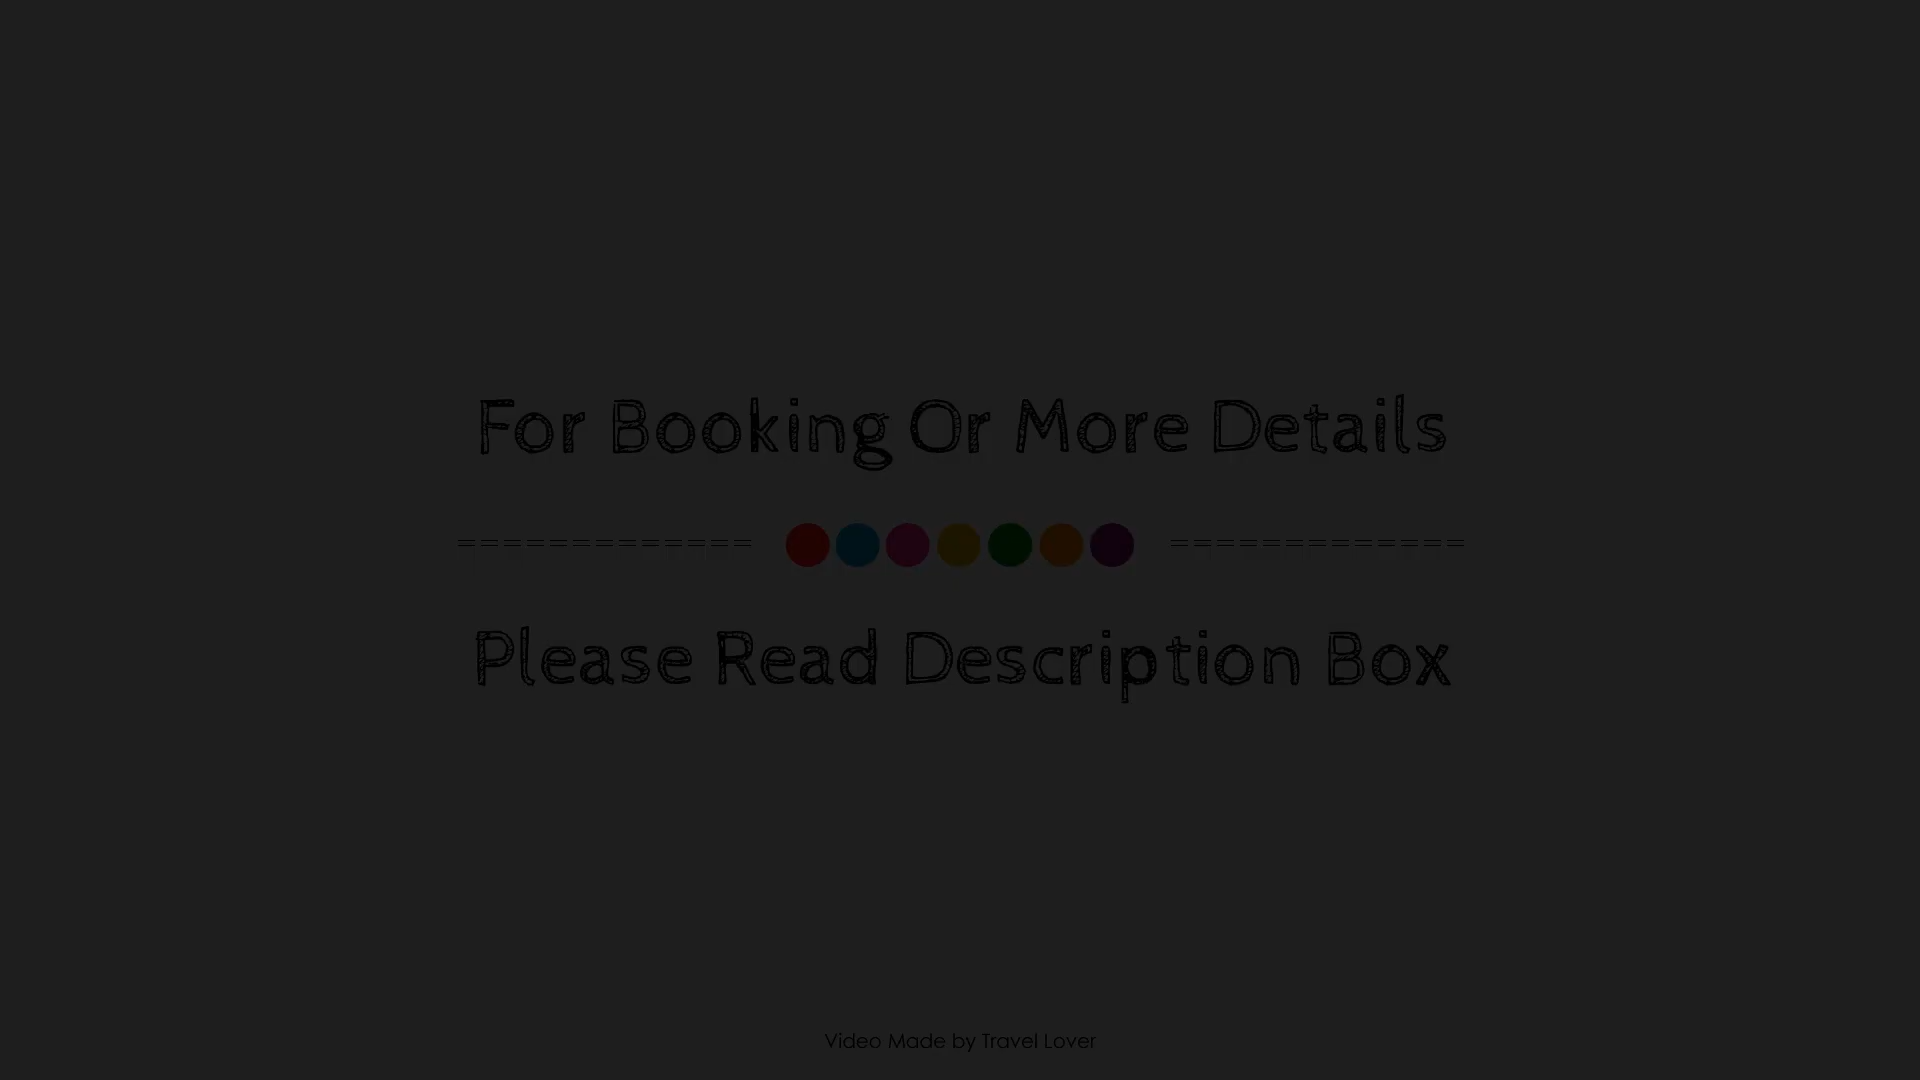 For Booking Or More Details
============= =============
Please Read Description Box
Video Made by Travel Lover